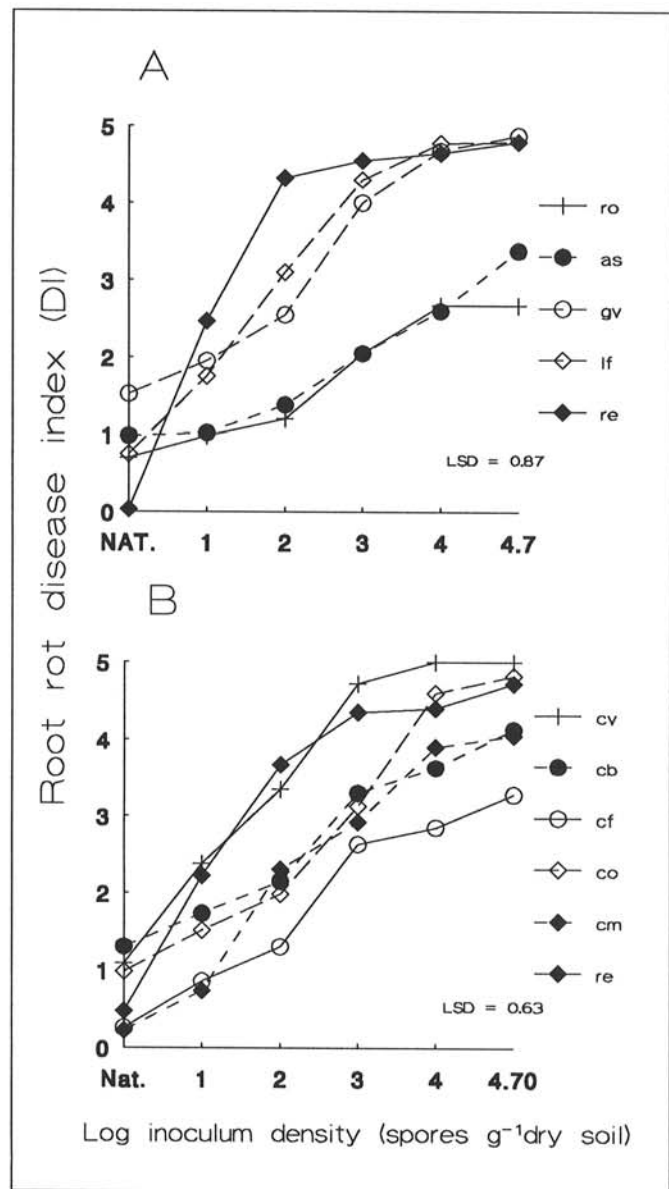 A
5
4
3
2
1
0
NAT. 1 2 3 4 4.7
ro
as
gv
lf
re
LSD = 0.87
B
5
4
3
2
1
0
Nat. 1 2 3 4 4.70
cv
cb
cf
co
cm
re
LSD = 0.63
Root rot disease index (DI)
Log inoculum density (spores g⁻¹dry soil)